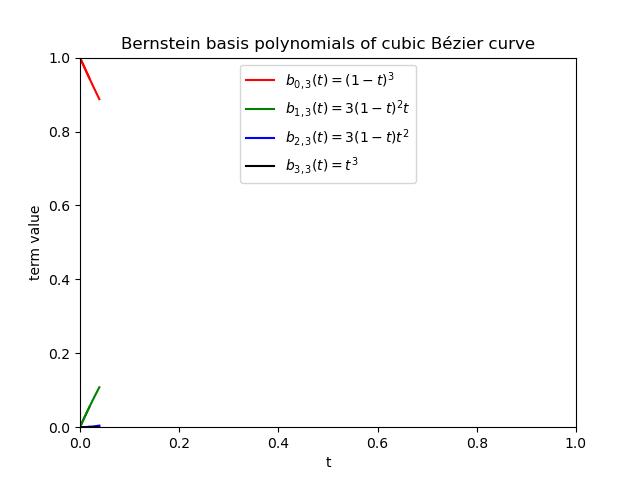 Bernstein basis polynomials of cubic Bézier curve
1.0
0.8
0.6
0.4
0.2
0.0
term value
b₀,₃(t) = (1 − t)³
b₁,₃(t) = 3(1 − t)²t
b₂,₃(t) = 3(1 − t)t²
b₃,₃(t) = t³
0.0 0.2 0.4 0.6 0.8 1.0
t